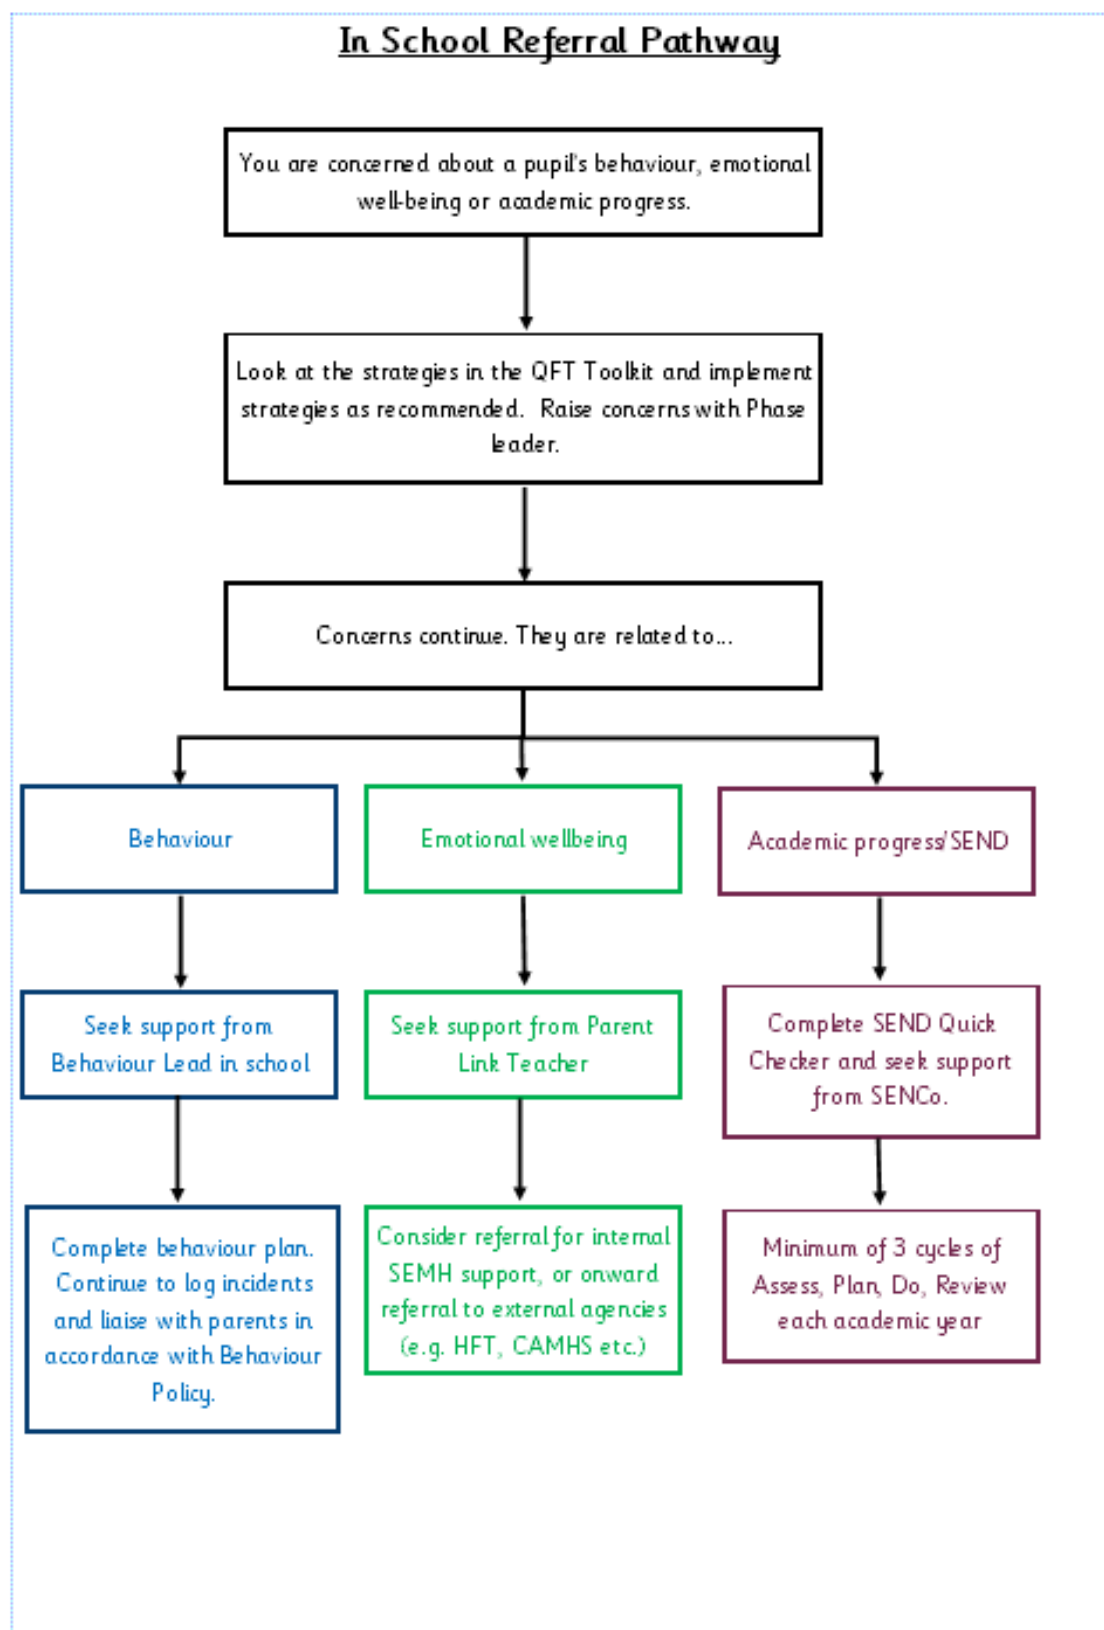 In School Referral Pathway
You are concerned about a pupil's behaviour, emotional
well-being or academic progress.
Look at the strategies in the QFT Toolkit and implement
strategies as recommended. Raise concerns with Phase
leader.
Concerns continue. They are related to...
Behaviour
Emotional wellbeing
Academic progress/SEND
Seek support from
Behaviour Lead in school
Seek support from Parent
Link Teacher
Complete SEND Quick
Checker and seek support
from SENCo.
Complete behaviour plan.
Continue to log incidents
and liaise with parents in
accordance with Behaviour
Policy.
Consider referral for internal
SEMH support, or onward
referral to external agencies
(e.g. HFT, CAMHS etc.)
Minimum of 3 cycles of
Assess, Plan, Do, Review
each academic year